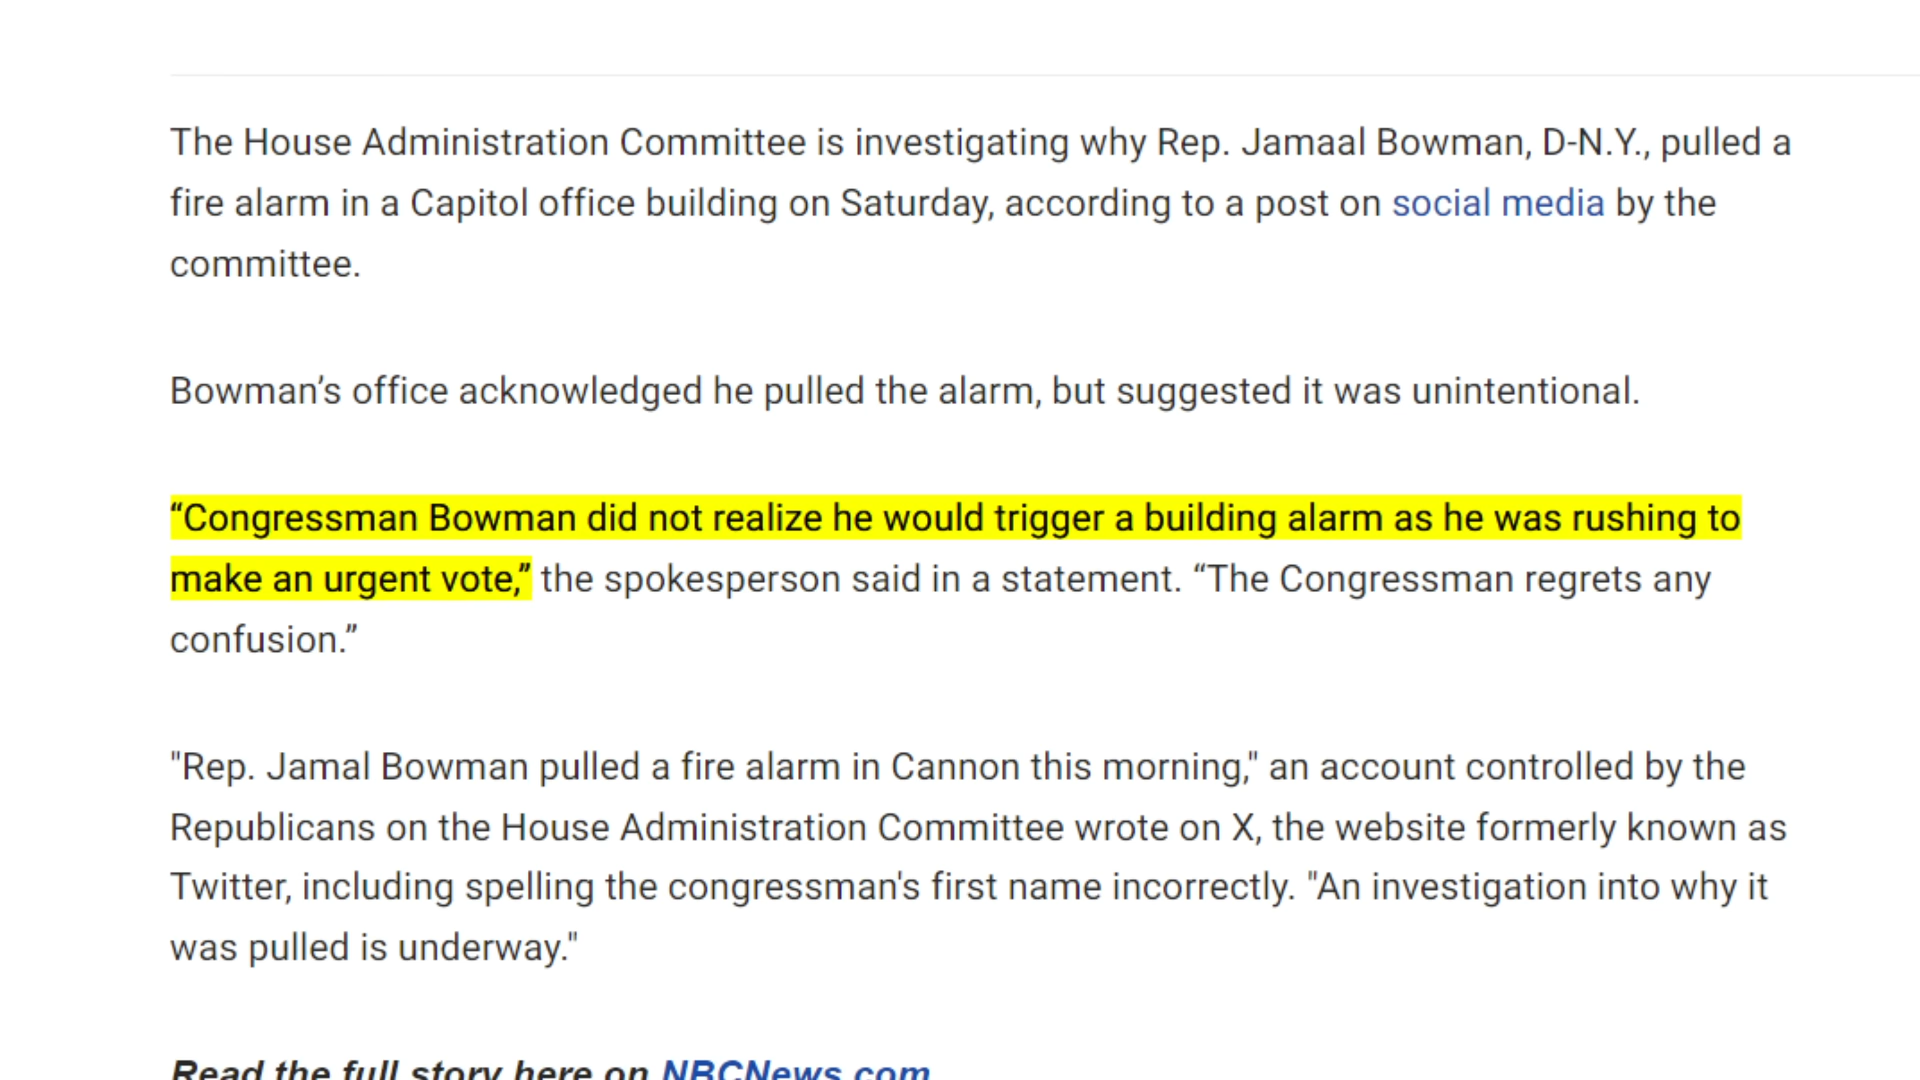 The House Administration Committee is investigating why Rep. Jamaal Bowman, D-N.Y., pulled a
fire alarm in a Capitol office building on Saturday, according to a post on social media by the
committee.
Bowman’s office acknowledged he pulled the alarm, but suggested it was unintentional.
“Congressman Bowman did not realize he would trigger a building alarm as he was rushing to
make an urgent vote,” the spokesperson said in a statement. “The Congressman regrets any
confusion.”
"Rep. Jamal Bowman pulled a fire alarm in Cannon this morning," an account controlled by the
Republicans on the House Administration Committee wrote on X, the website formerly known as
Twitter, including spelling the congressman's first name incorrectly. "An investigation into why it
was pulled is underway."
Read the full story here on NBCNews.com